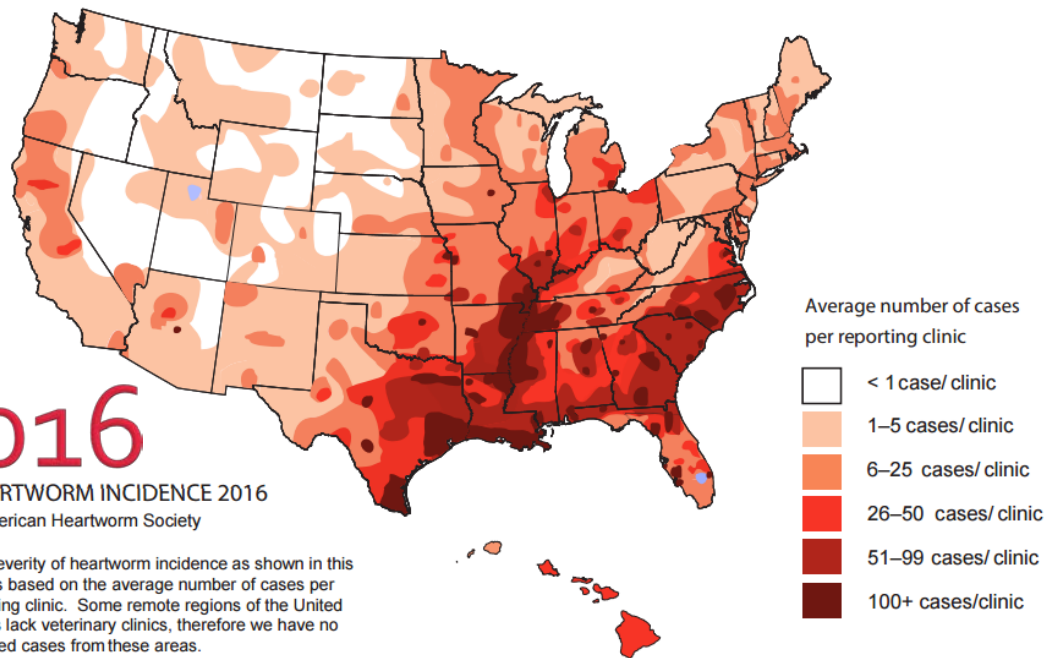 016
ARTWORM INCIDENCE 2016
erican Heartworm Society
everity of heartworm incidence as shown in this
s based on the average number of cases per
ing clinic. Some remote regions of the United
s lack veterinary clinics, therefore we have no
ed cases from these areas.
Average number of cases
per reporting clinic
< 1 case/ clinic
1–5 cases/ clinic
6–25 cases/ clinic
26–50 cases/ clinic
51–99 cases/ clinic
100+ cases/clinic